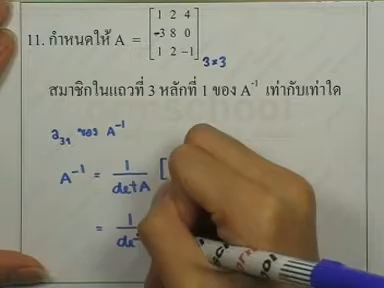 11. กำหนดให้ A = [ 1 2 4
-3 8 0
1 2 -1 ] 3×3
สมาชิกในแถวที่ 3 หลักที่ 1 ของ A⁻¹ เท่ากับเท่าใด
a₃₁ ของ A⁻¹
A⁻¹ = 1/det A [
= 1/de